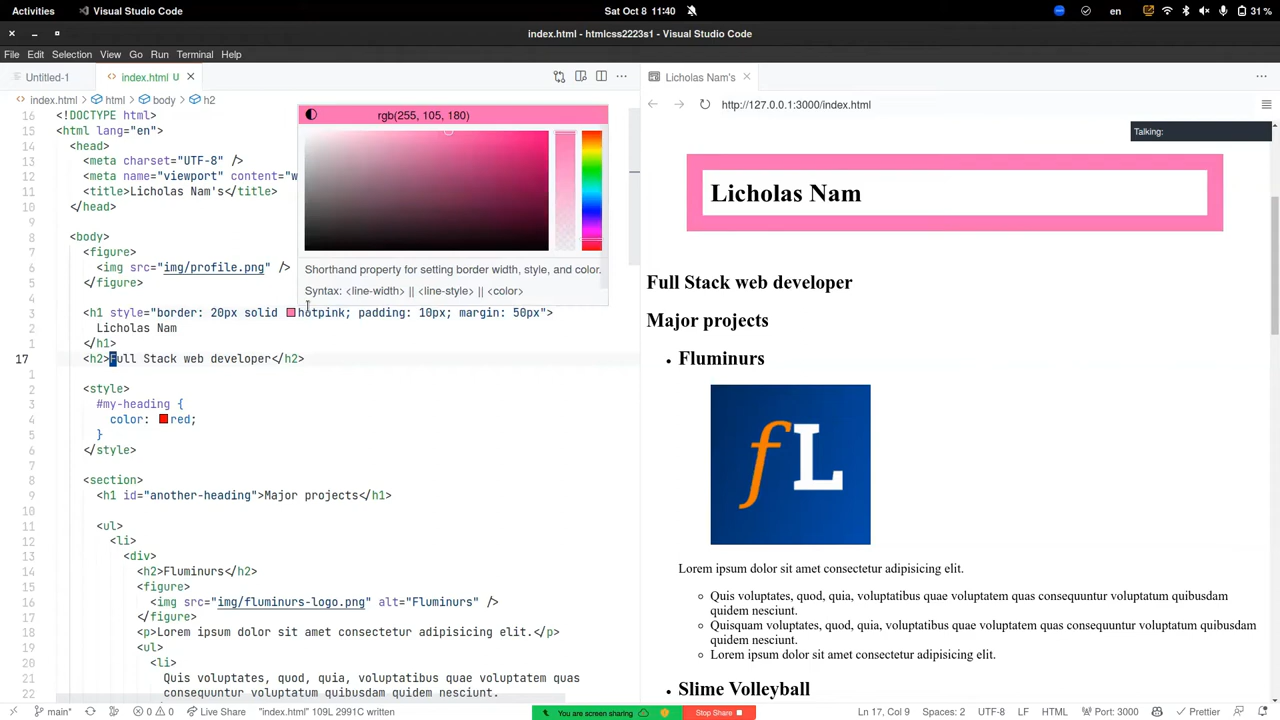 Activities
Visual Studio Code
Sat Oct 8 11:40
en
31 %
index.html - htmlcss2223s1 - Visual Studio Code
File Edit Selection View Go Run Terminal Help
Untitled-1
<> index.html U
Licholas Nam's
<> index.html > html > body > h2
http://127.0.0.1:3000/index.html
Talking:
rgb(255, 105, 180)
Shorthand property for setting border width, style, and color.
Syntax: <line-width> || <line-style> || <color>
16 <!DOCTYPE html>
15 <html lang="en">
14 <head>
13 <meta charset="UTF-8" />
12 <meta name="viewport" content="w
11 <title>Licholas Nam's</title>
10 </head>
9
8 <body>
7 <figure>
6 <img src="img/profile.png" />
5 </figure>
4
3 <h1 style="border: 20px solid hotpink; padding: 10px; margin: 50px">
2 Licholas Nam
1 </h1>
17 <h2>Full Stack web developer</h2>
1
2 <style>
3 #my-heading {
4 color: red;
5 }
6 </style>
7
8 <section>
9 <h1 id="another-heading">Major projects</h1>
10
11 <ul>
12 <li>
13 <div>
14 <h2>Fluminurs</h2>
15 <figure>
16 <img src="img/fluminurs-logo.png" alt="Fluminurs" />
17 </figure>
18 <p>Lorem ipsum dolor sit amet consectetur adipisicing elit.</p>
19 <ul>
20 <li>
21 Quis voluptates, quod, quia, voluptatibus quae voluptatem quas
22 consequuntur voluptatum quibusdam quidem nesciunt.
Licholas Nam
Full Stack web developer
Major projects
Fluminurs
fL
Lorem ipsum dolor sit amet consectetur adipisicing elit.
Quis voluptates, quod, quia, voluptatibus quae voluptatem quas consequuntur voluptatum quibusdam
quidem nesciunt.
Quisquam voluptates, quod, quia, voluptatibus quae voluptatem quas consequuntur voluptatum quibusdam
quidem nesciunt.
Lorem ipsum dolor sit amet consectetur adipisicing elit.
Slime Volleyball
main*
0 0
Live Share
"index.html" 109L 2991C written
You are screen sharing
Stop Share
Ln 17, Col 9
Spaces: 2
UTF-8
LF
HTML
Port: 3000
Prettier